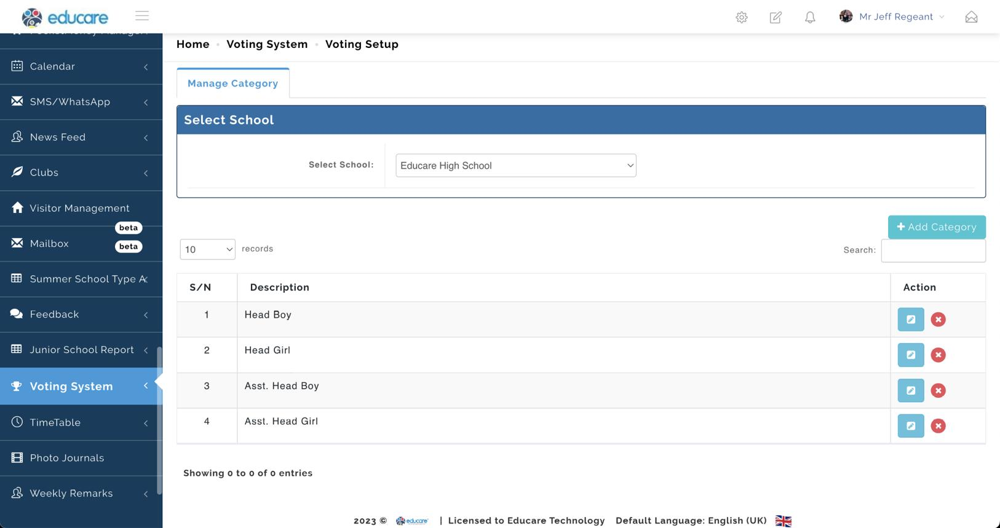 educare
Mr Jeff Regeant
Calendar
SMS/WhatsApp
News Feed
Clubs
Visitor Management
beta
Mailbox
beta
Summer School Type A
Feedback
Junior School Report
Voting System
TimeTable
Photo Journals
Weekly Remarks
Home • Voting System • Voting Setup
Manage Category
Select School
Select School: Educare High School
+ Add Category
10 records
Search:
S/N Description Action
1 Head Boy
2 Head Girl
3 Asst. Head Boy
4 Asst. Head Girl
Showing 0 to 0 of 0 entries
2023 © educare | Licensed to Educare Technology Default Language: English (UK)